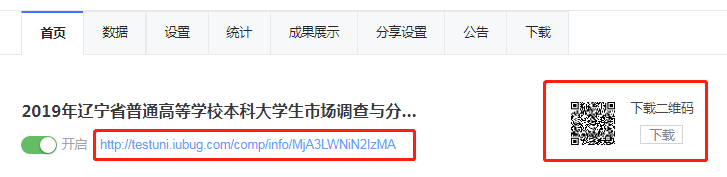 首页 数据 设置 统计 成果展示 分享设置 公告 下载
2019年辽宁省普通高等学校本科大学生市场调查与分... 下载二维码
开启 http://testuni.iubug.com/comp/info/MjA3LWNiN2IzMA 下载